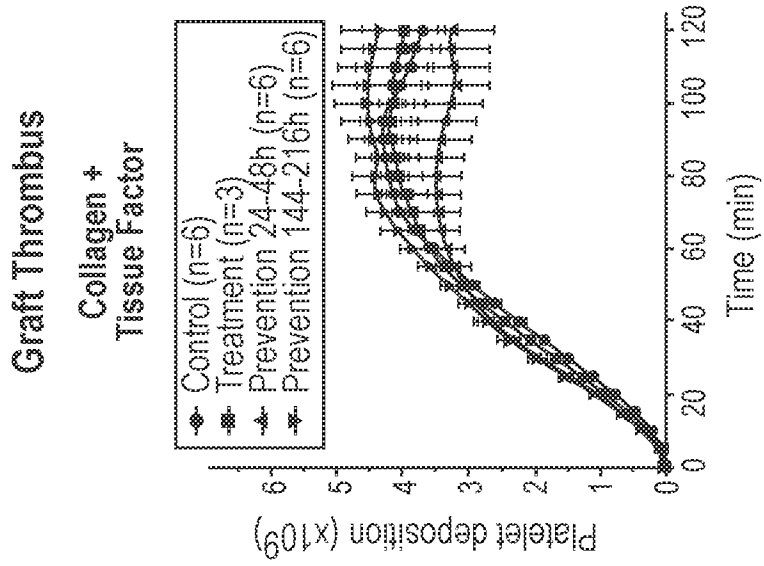 Graft Thrombus
Collagen +
Tissue Factor
Control (n=6)
Treatment (n=3)
Prevention 24-48h (n=6)
Prevention 144-216h (n=6)
Platelet deposition (x10⁹)
6
5
4
3
2
1
0
0 20 40 60 80 100 120
Time (min)